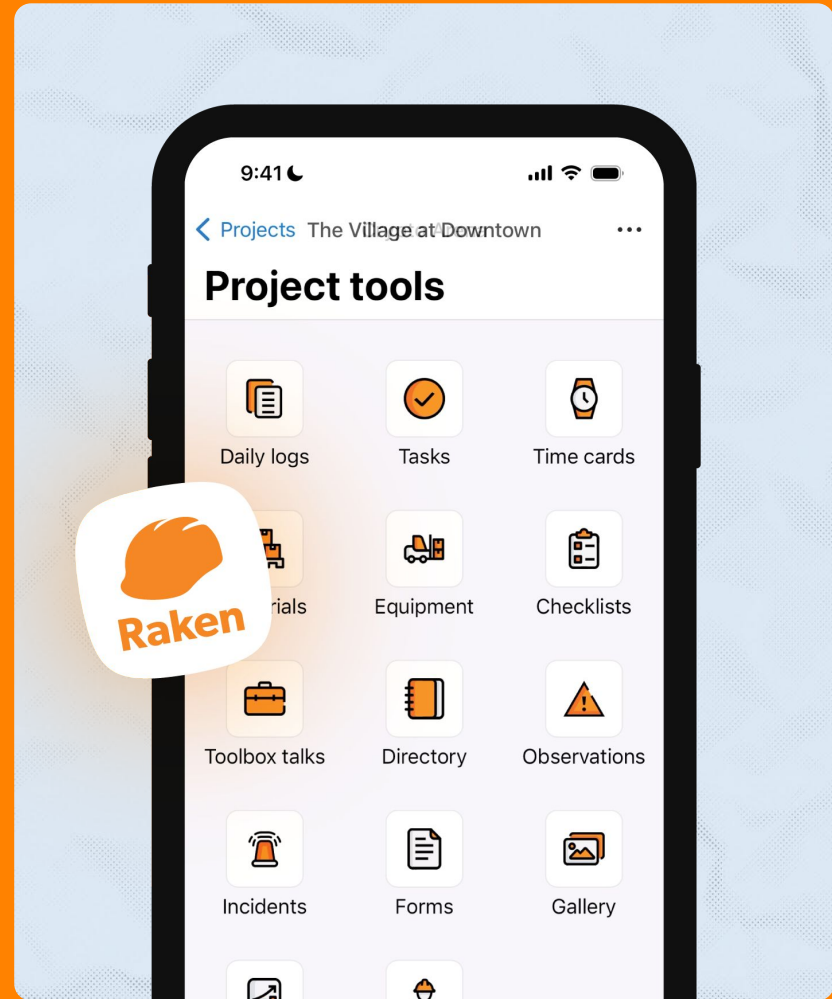 9:41
Projects The Village at Downtown
Project tools
Daily logs Tasks Time cards
rials Equipment Checklists
Raken
Toolbox talks Directory Observations
Incidents Forms Gallery